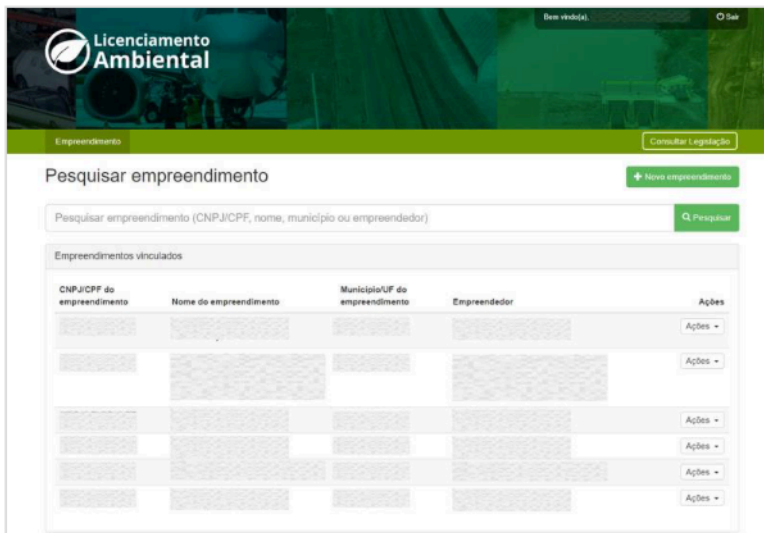 Bem vindo(a),
Sair
Licenciamento
Ambiental
Empreendimento
Consultar Legislação
Pesquisar empreendimento
Novo empreendimento
Pesquisar empreendimento (CNPJ/CPF, nome, município ou empreendedor)
Pesquisar
Empreendimentos vinculados
CNPJ/CPF do empreendimento
Nome do empreendimento
Município/UF do empreendimento
Empreendedor
Ações
Ações
Ações
Ações
Ações
Ações
Ações